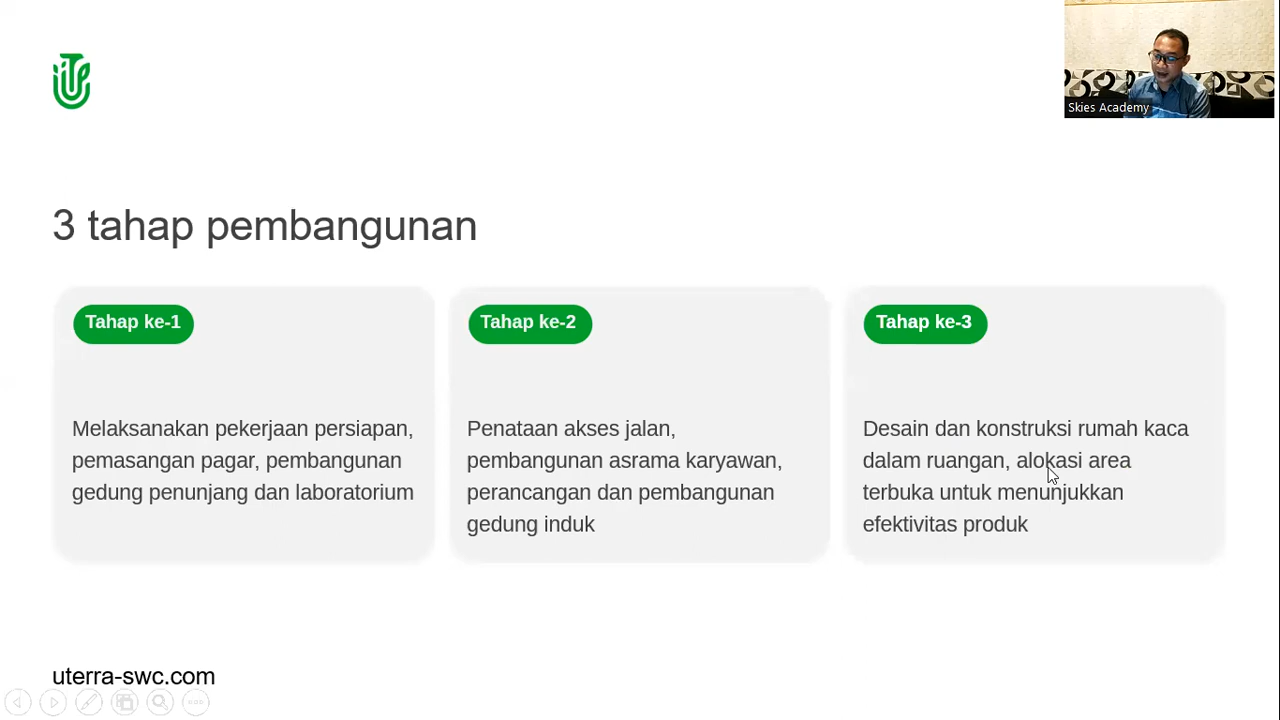 Skies Academy
3 tahap pembangunan
Tahap ke-1
Melaksanakan pekerjaan persiapan,
pemasangan pagar, pembangunan
gedung penunjang dan laboratorium
Tahap ke-2
Penataan akses jalan,
pembangunan asrama karyawan,
perancangan dan pembangunan
gedung induk
Tahap ke-3
Desain dan konstruksi rumah kaca
dalam ruangan, alokasi area
terbuka untuk menunjukkan
efektivitas produk
uterra-swc.com